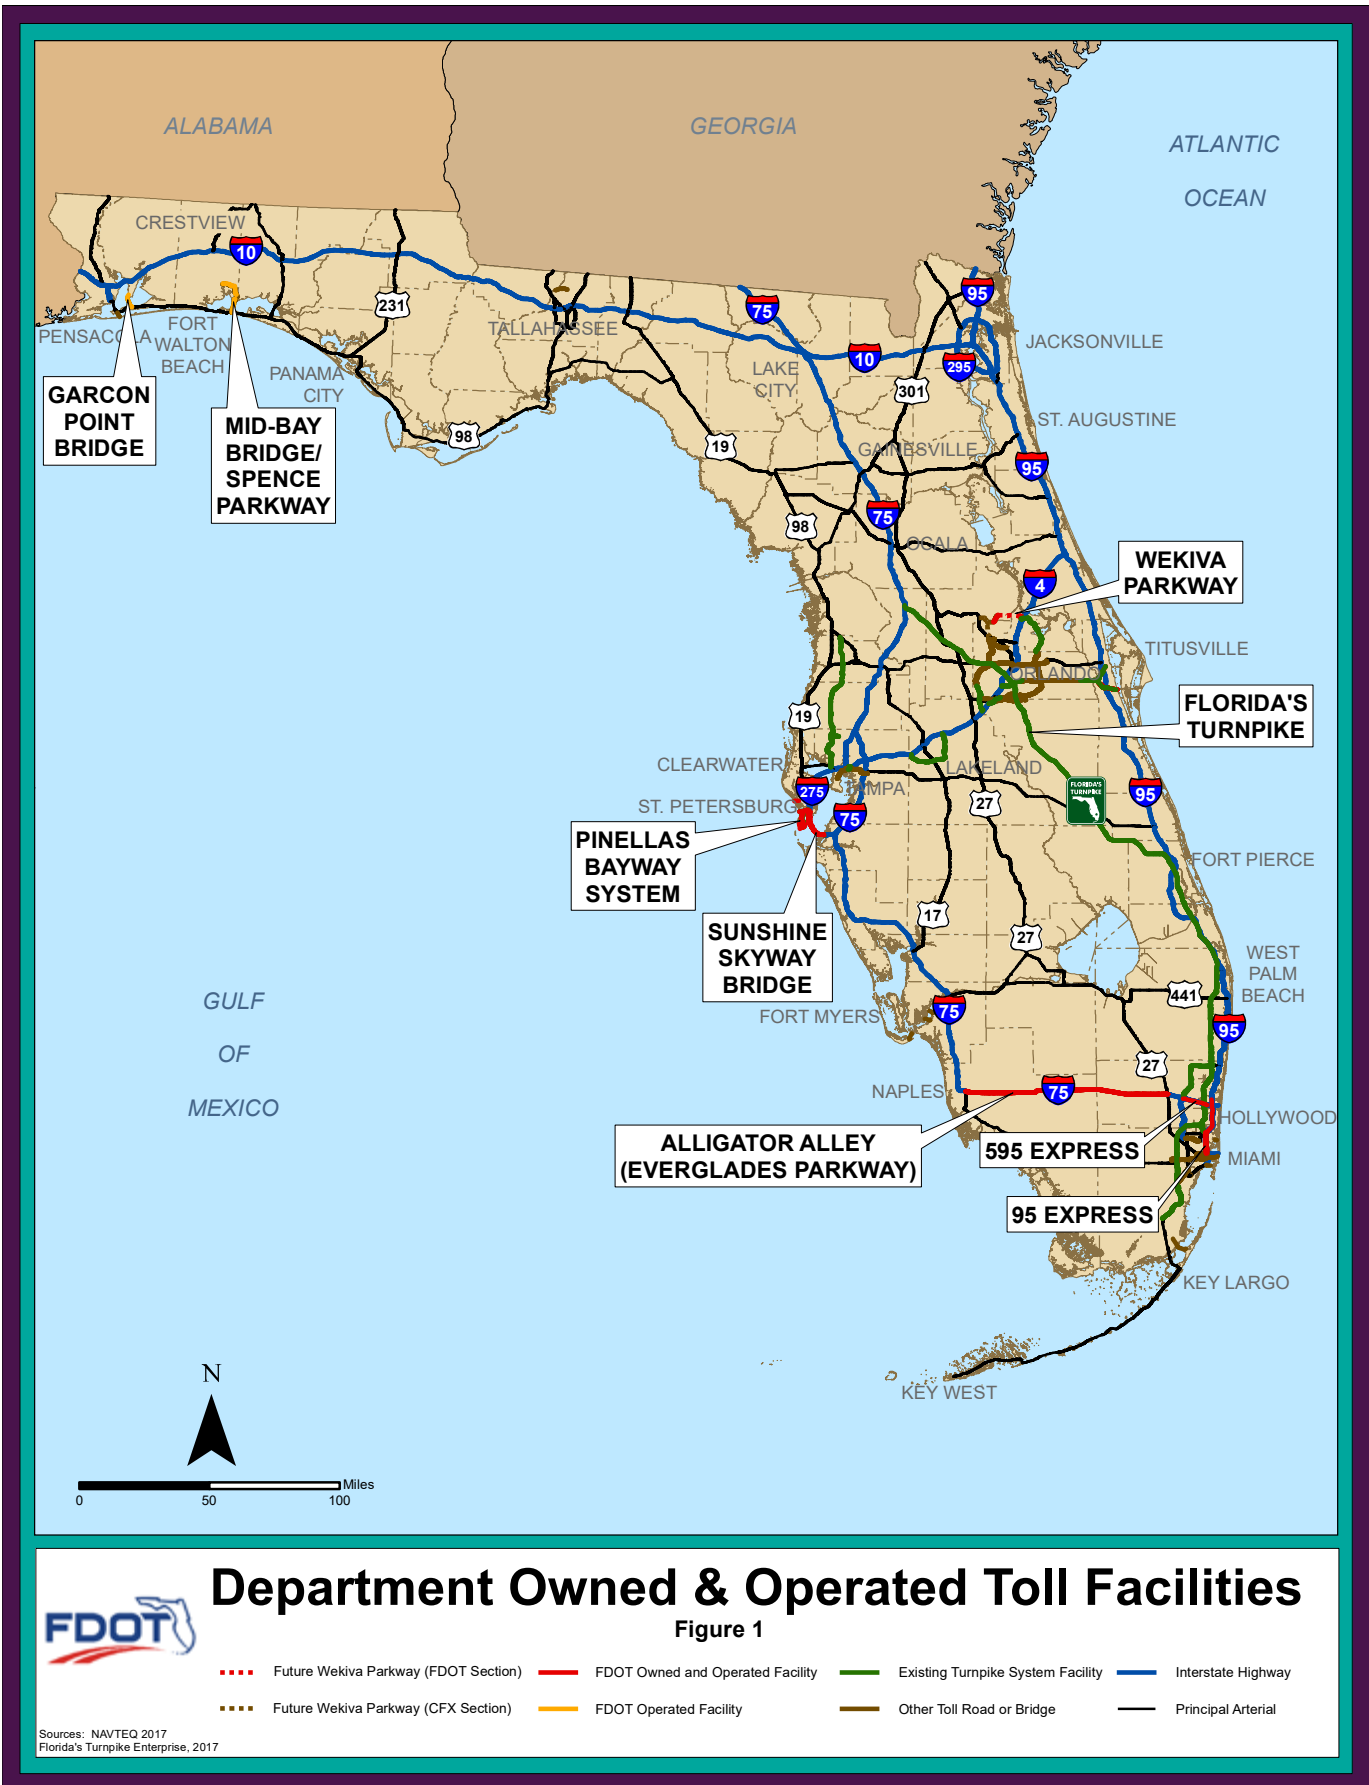 ALABAMA
GEORGIA
ATLANTIC
OCEAN
CRESTVIEW
10
231
PENSACOLA
FORT
WALTON
BEACH
PANAMA
CITY
TALLAHASSEE
75
95
LAKE
CITY
10
295
JACKSONVILLE
301
ST. AUGUSTINE
GARCON
POINT
BRIDGE
MID-BAY
BRIDGE/
SPENCE
PARKWAY
98
19
GAINESVILLE
95
98
75
OCALA
WEKIVA
PARKWAY
4
TITUSVILLE
ORLANDO
FLORIDA'S
TURNPIKE
19
CLEARWATER
LAKELAND
275
TAMPA
ST. PETERSBURG
75
27
FLORIDA'S
TURNPIKE
95
PINELLAS
BAYWAY
SYSTEM
FORT PIERCE
SUNSHINE
SKYWAY
BRIDGE
17
27
WEST
PALM
BEACH
441
GULF
OF
MEXICO
FORT MYERS
75
95
27
NAPLES
75
HOLLYWOOD
ALLIGATOR ALLEY
(EVERGLADES PARKWAY)
595 EXPRESS
MIAMI
95 EXPRESS
KEY LARGO
KEY WEST
N
Miles
0 50 100
FDOT
Department Owned & Operated Toll Facilities
Figure 1
Future Wekiva Parkway (FDOT Section)
FDOT Owned and Operated Facility
Existing Turnpike System Facility
Interstate Highway
Future Wekiva Parkway (CFX Section)
FDOT Operated Facility
Other Toll Road or Bridge
Principal Arterial
Sources: NAVTEQ 2017
Florida's Turnpike Enterprise, 2017